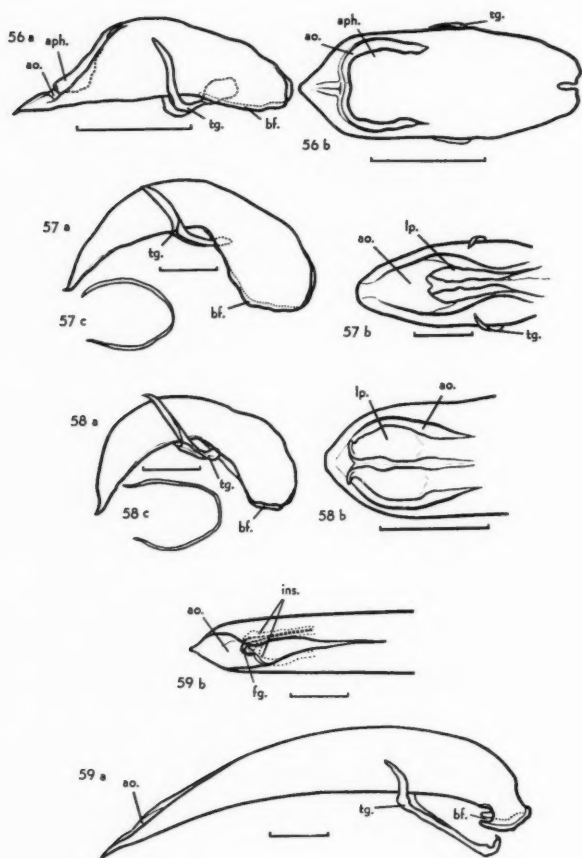 56 a
aph.
ao.
tg.
bf.
ao.
aph.
tg.
56 b
57 a
tg.
bf.
57 c
ao.
lp.
tg.
57 b
58 a
tg.
bf.
58 c
lp.
ao.
58 b
ao.
ins.
fg.
59 b
59 a
ao.
tg.
bf.